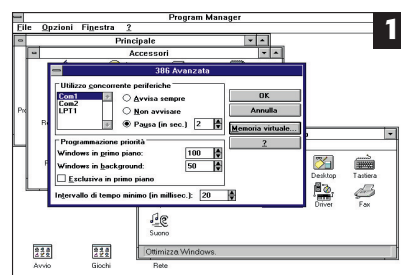 Program Manager
1
File Opzioni Finestra ?
Principale
Accessori
386 Avanzata
Utilizzo concorrente periferiche
Com1
Com2
LPT1
Avvisa sempre
Non avvisare
Pausa (in sec.) 2
OK
Annulla
Memoria virtuale...
?
Programmazione priorità
Windows in primo piano: 100
Windows in background: 50
Esclusiva in primo piano
Intervallo di tempo minimo (in millisec.): 20
Desktop
Tastiera
Driver
Fax
Suono
Ottimizza Windows.
Avvio
Giochi
Rete